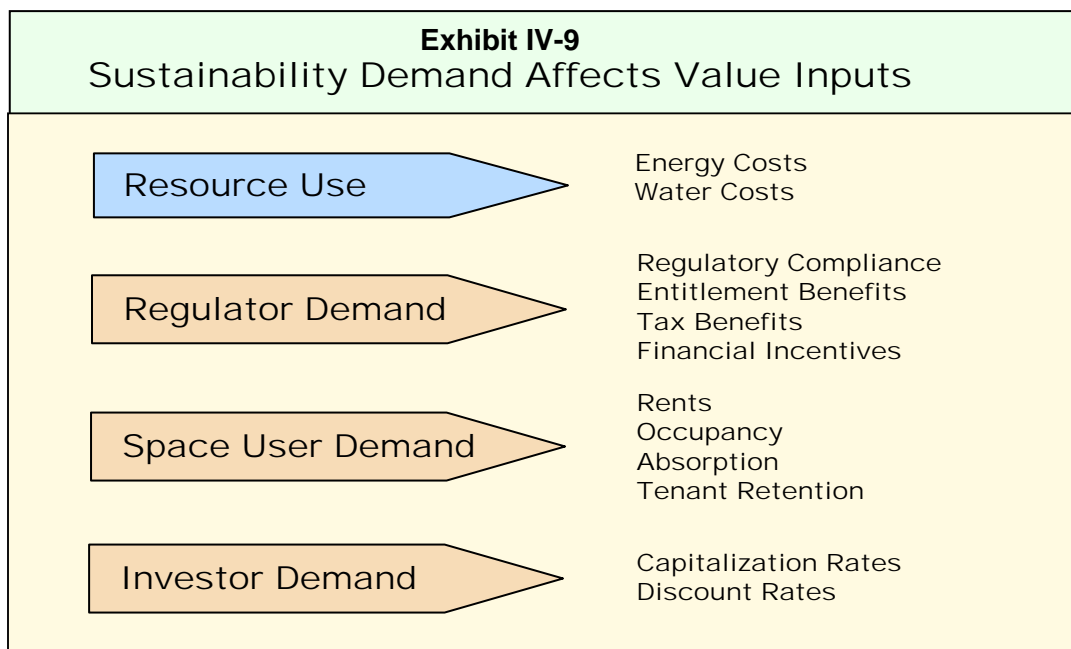 Exhibit IV-9
Sustainability Demand Affects Value Inputs
Resource Use
Energy Costs
Water Costs
Regulator Demand
Regulatory Compliance
Entitlement Benefits
Tax Benefits
Financial Incentives
Space User Demand
Rents
Occupancy
Absorption
Tenant Retention
Investor Demand
Capitalization Rates
Discount Rates